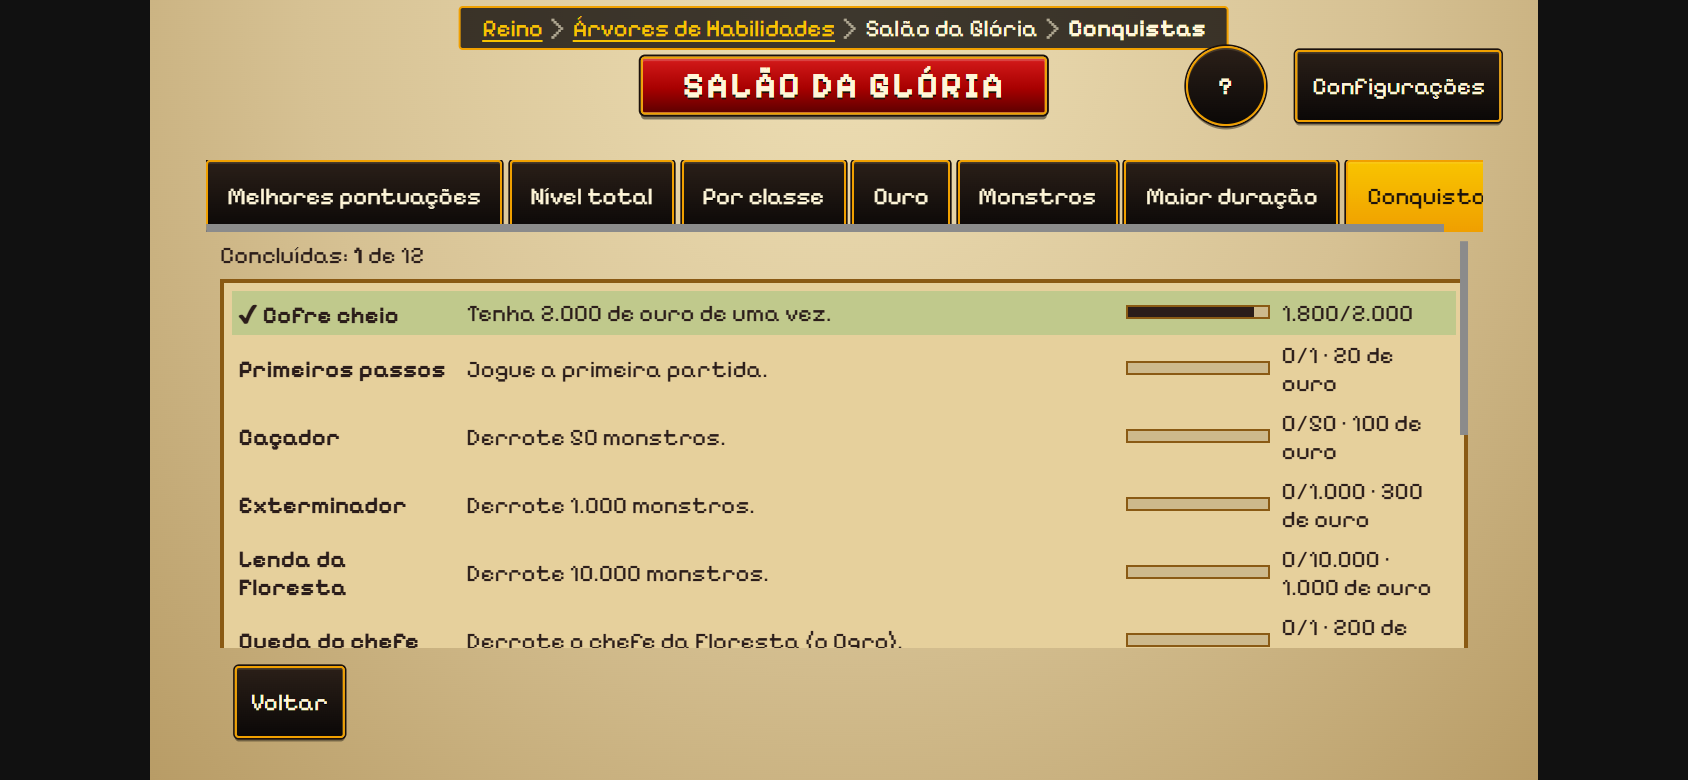 Reino > Árvores de Habilidades > Salão da Glória > Conquistas
SALÃO DA GLÓRIA
?
Configurações
Melhores pontuações
Nível total
Por classe
Ouro
Monstros
Maior duração
Conquista
Concluídas: 1 de 12
✓ Cofre cheio
Tenha 2.000 de ouro de uma vez.
1.800/2.000
Primeiros passos
Jogue a primeira partida.
0/1 · 20 de
ouro
Caçador
Derrote 80 monstros.
0/80 · 100 de
ouro
Exterminador
Derrote 1.000 monstros.
0/1.000 · 300
de ouro
Lenda da
Floresta
Derrote 10.000 monstros.
0/10.000 ·
1.000 de ouro
Queda do chefe
Derrote o chefe da Floresta (o Ogro).
0/1 · 200 de
Voltar